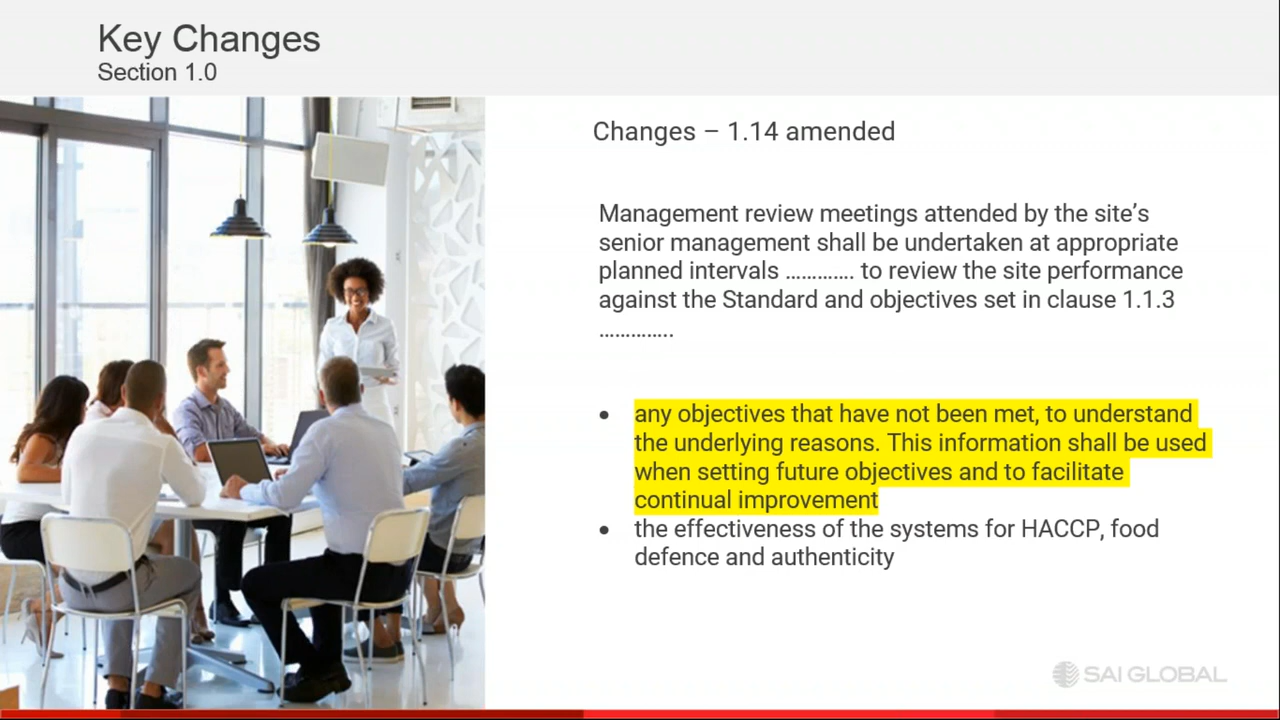 Key Changes
Section 1.0
Changes – 1.14 amended
Management review meetings attended by the site’s
senior management shall be undertaken at appropriate
planned intervals …………. to review the site performance
against the Standard and objectives set in clause 1.1.3
…………..
• any objectives that have not been met, to understand
the underlying reasons. This information shall be used
when setting future objectives and to facilitate
continual improvement
• the effectiveness of the systems for HACCP, food
defence and authenticity
SAI GLOBAL